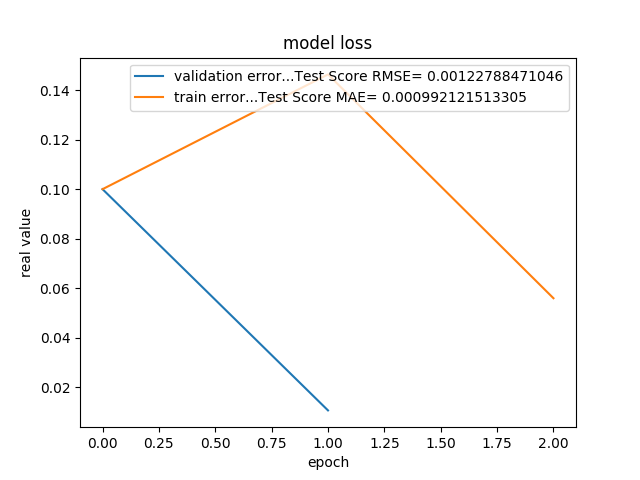 model loss
validation error...Test Score RMSE= 0.00122788471046
train error...Test Score MAE= 0.000992121513305
0.14
0.12
0.10
0.08
0.06
0.04
0.02
real value
0.00 0.25 0.50 0.75 1.00 1.25 1.50 1.75 2.00
epoch